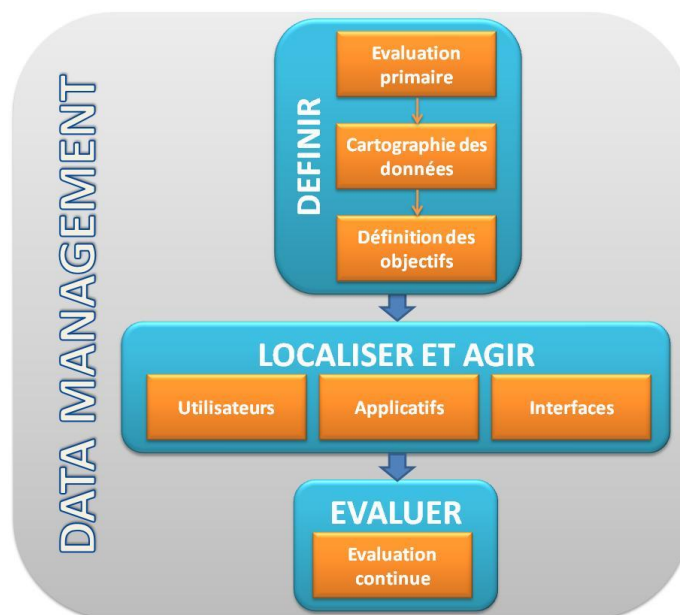 DATA MANAGEMENT
DEFINIR
Evaluation
primaire
Cartographie des
données
Définition des
objectifs
LOCALISER ET AGIR
Utilisateurs
Applicatifs
Interfaces
EVALUER
Evaluation
continue